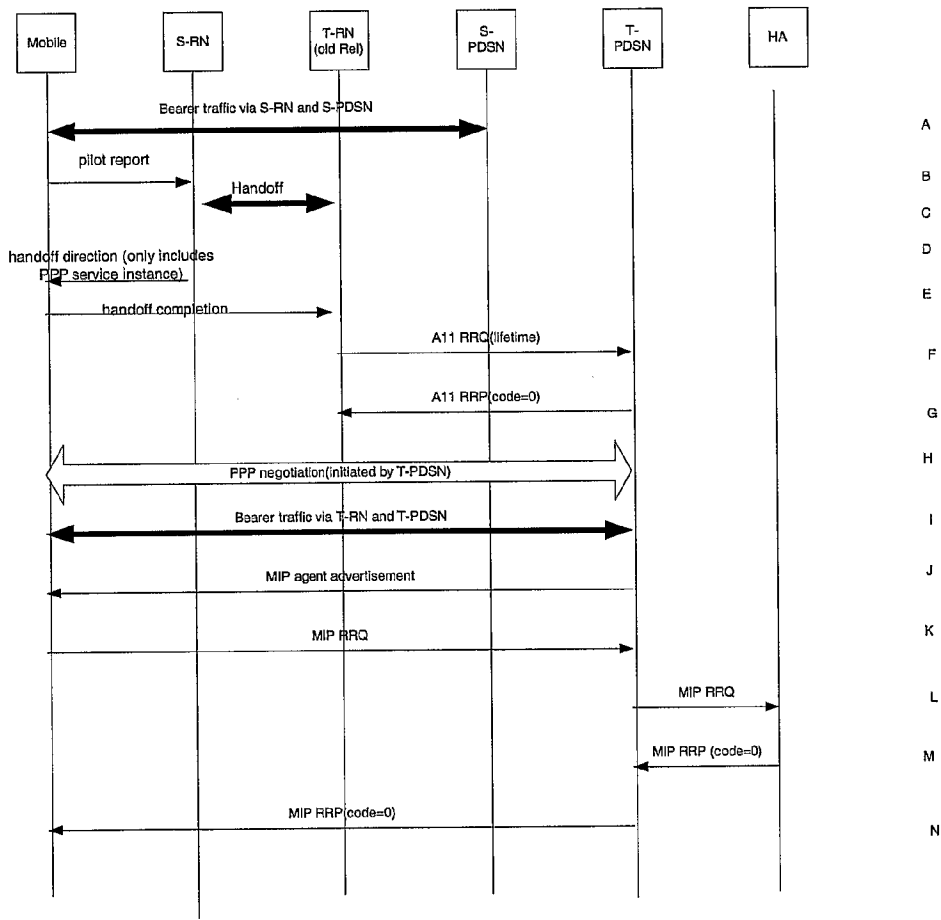 Mobile
S-RN
T-RN
(old Rel)
S-
PDSN
T-
PDSN
HA
Bearer traffic via S-RN and S-PDSN
A
pilot report
B
Handoff
C
handoff direction (only includes
PPP service instance)
D
handoff completion
E
A11 RRQ(lifetime)
F
A11 RRP(code=0)
G
PPP negotiation(initiated by T-PDSN)
H
Bearer traffic via T-RN and T-PDSN
I
MIP agent advertisement
J
MIP RRQ
K
MIP RRQ
L
MIP RRP (code=0)
M
MIP RRP(code=0)
N